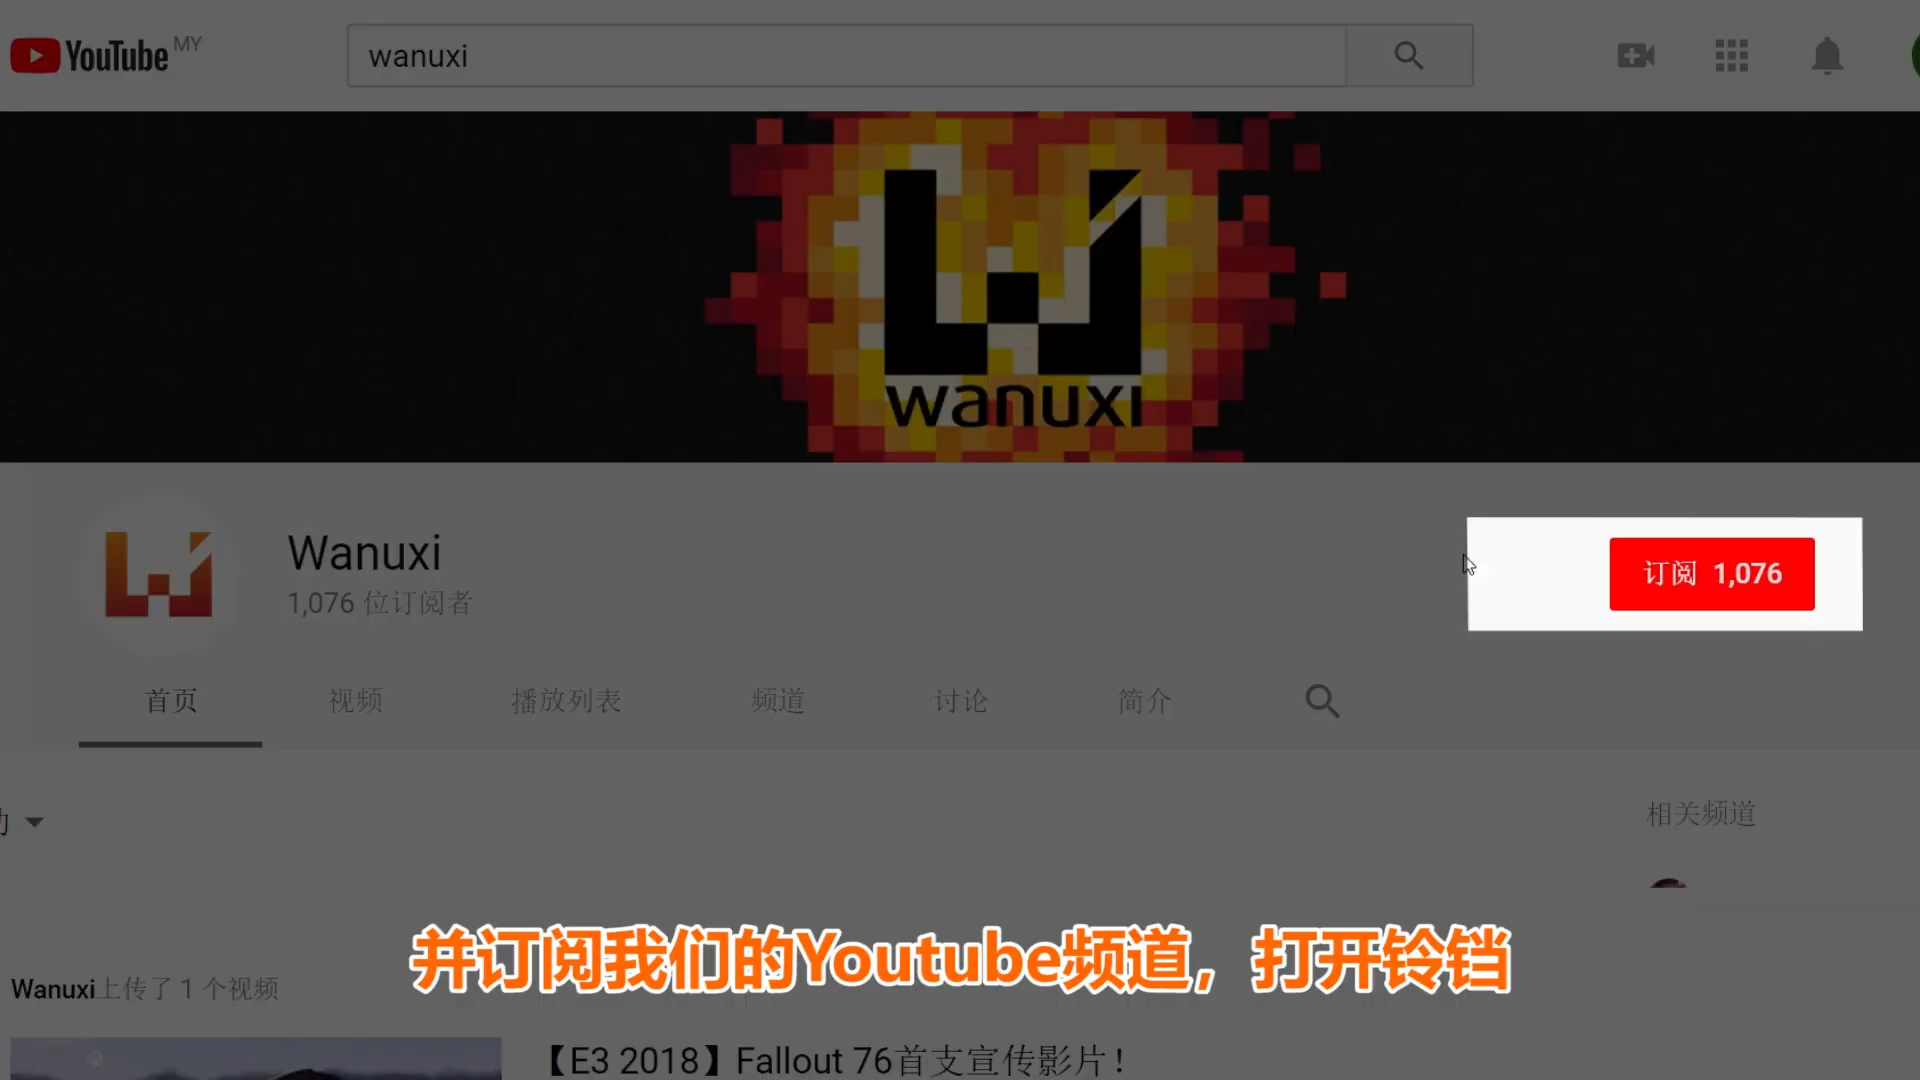 YouTube MY
wanuxi
wanuxi
Wanuxi
1,076 位订阅者
订阅 1,076
首页 视频 播放列表 频道 讨论 简介
相关频道
并订阅我们的Youtube频道，打开铃铛
Wanuxi上传了 1 个视频
【E3 2018】Fallout 76首支宣传影片！